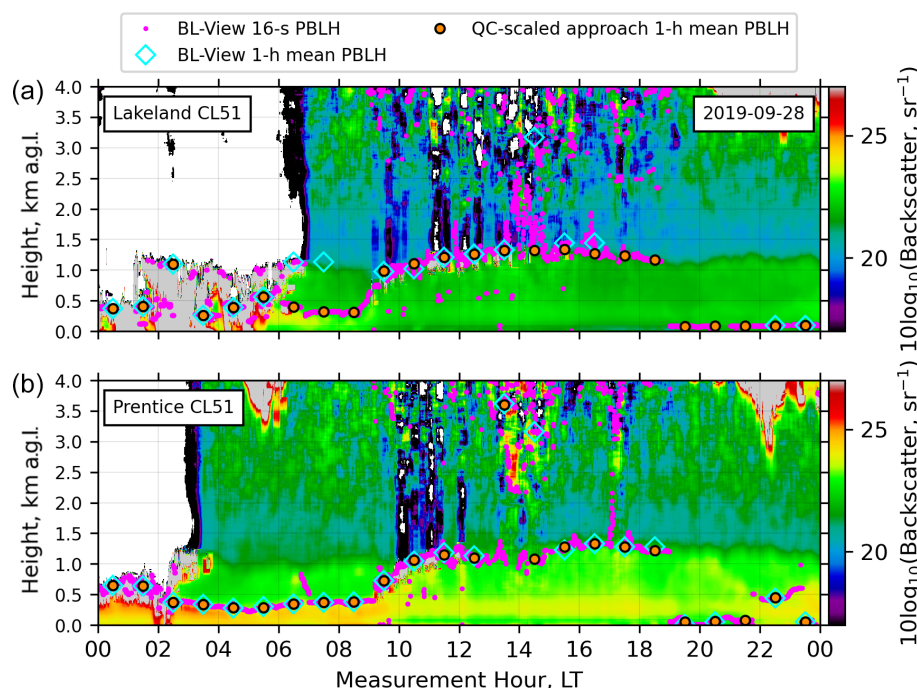 BL-View 16-s PBLH
BL-View 1-h mean PBLH
QC-scaled approach 1-h mean PBLH
(a)
Lakeland CL51
2019-09-28
Height, km a.g.l.
4.0
3.5
3.0
2.5
2.0
1.5
1.0
0.5
0.0
25
20
10log₁₀(Backscatter, sr⁻¹)
(b)
Prentice CL51
Height, km a.g.l.
4.0
3.5
3.0
2.5
2.0
1.5
1.0
0.5
0.0
25
20
10log₁₀(Backscatter, sr⁻¹)
00 02 04 06 08 10 12 14 16 18 20 22 00
Measurement Hour, LT